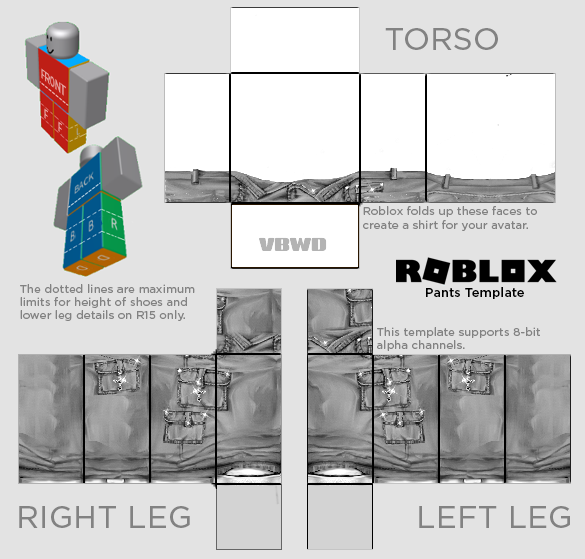 TORSO
FRONT
F
F
L
BACK
B
B
R
VBWD
Roblox folds up these faces to
create a shirt for your avatar.
ROBLOX
Pants Template
The dotted lines are maximum
limits for height of shoes and
lower leg details on R15 only.
This template supports 8-bit
alpha channels.
RIGHT LEG
LEFT LEG